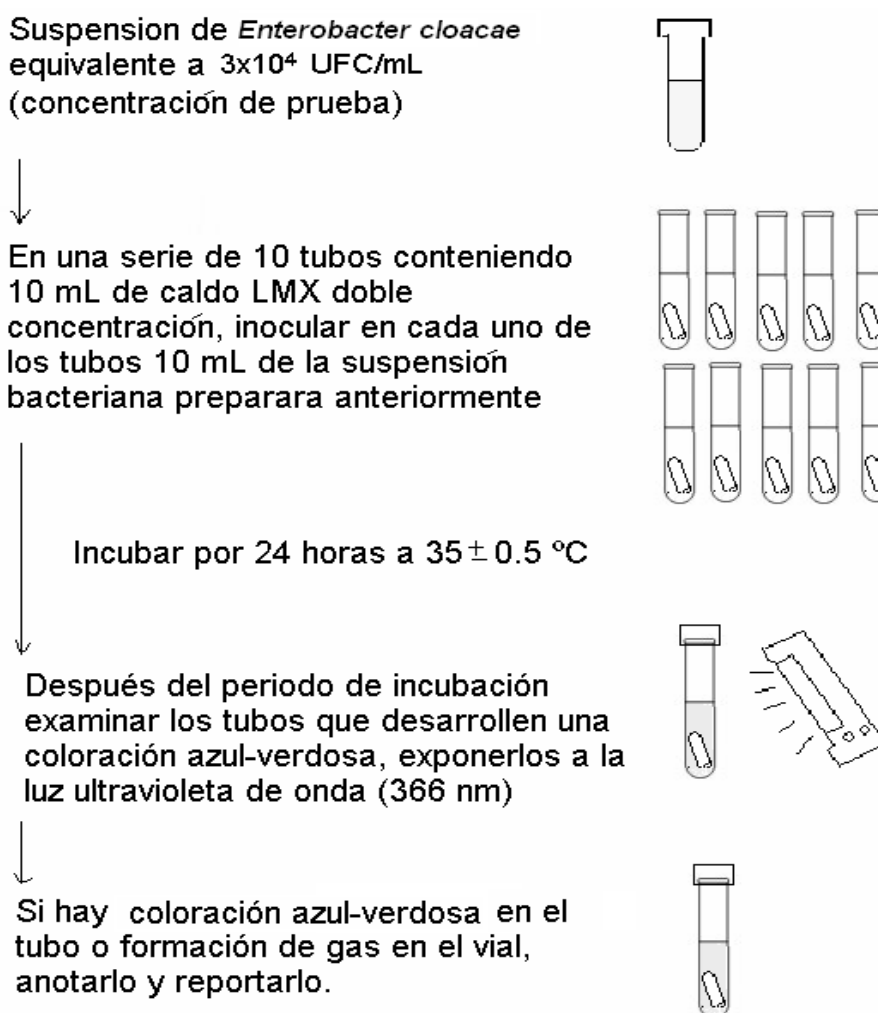 Suspension de Enterobacter cloacae
equivalente a 3x10⁴ UFC/mL
(concentración de prueba)
En una serie de 10 tubos conteniendo
10 mL de caldo LMX doble
concentración, inocular en cada uno de
los tubos 10 mL de la suspensión
bacteriana preparara anteriormente
Incubar por 24 horas a 35 ± 0.5 ºC
Después del periodo de incubación
examinar los tubos que desarrollen una
coloración azul-verdosa, exponerlos a la
luz ultravioleta de onda (366 nm)
Si hay coloración azul-verdosa en el
tubo o formación de gas en el vial,
anotarlo y reportarlo.